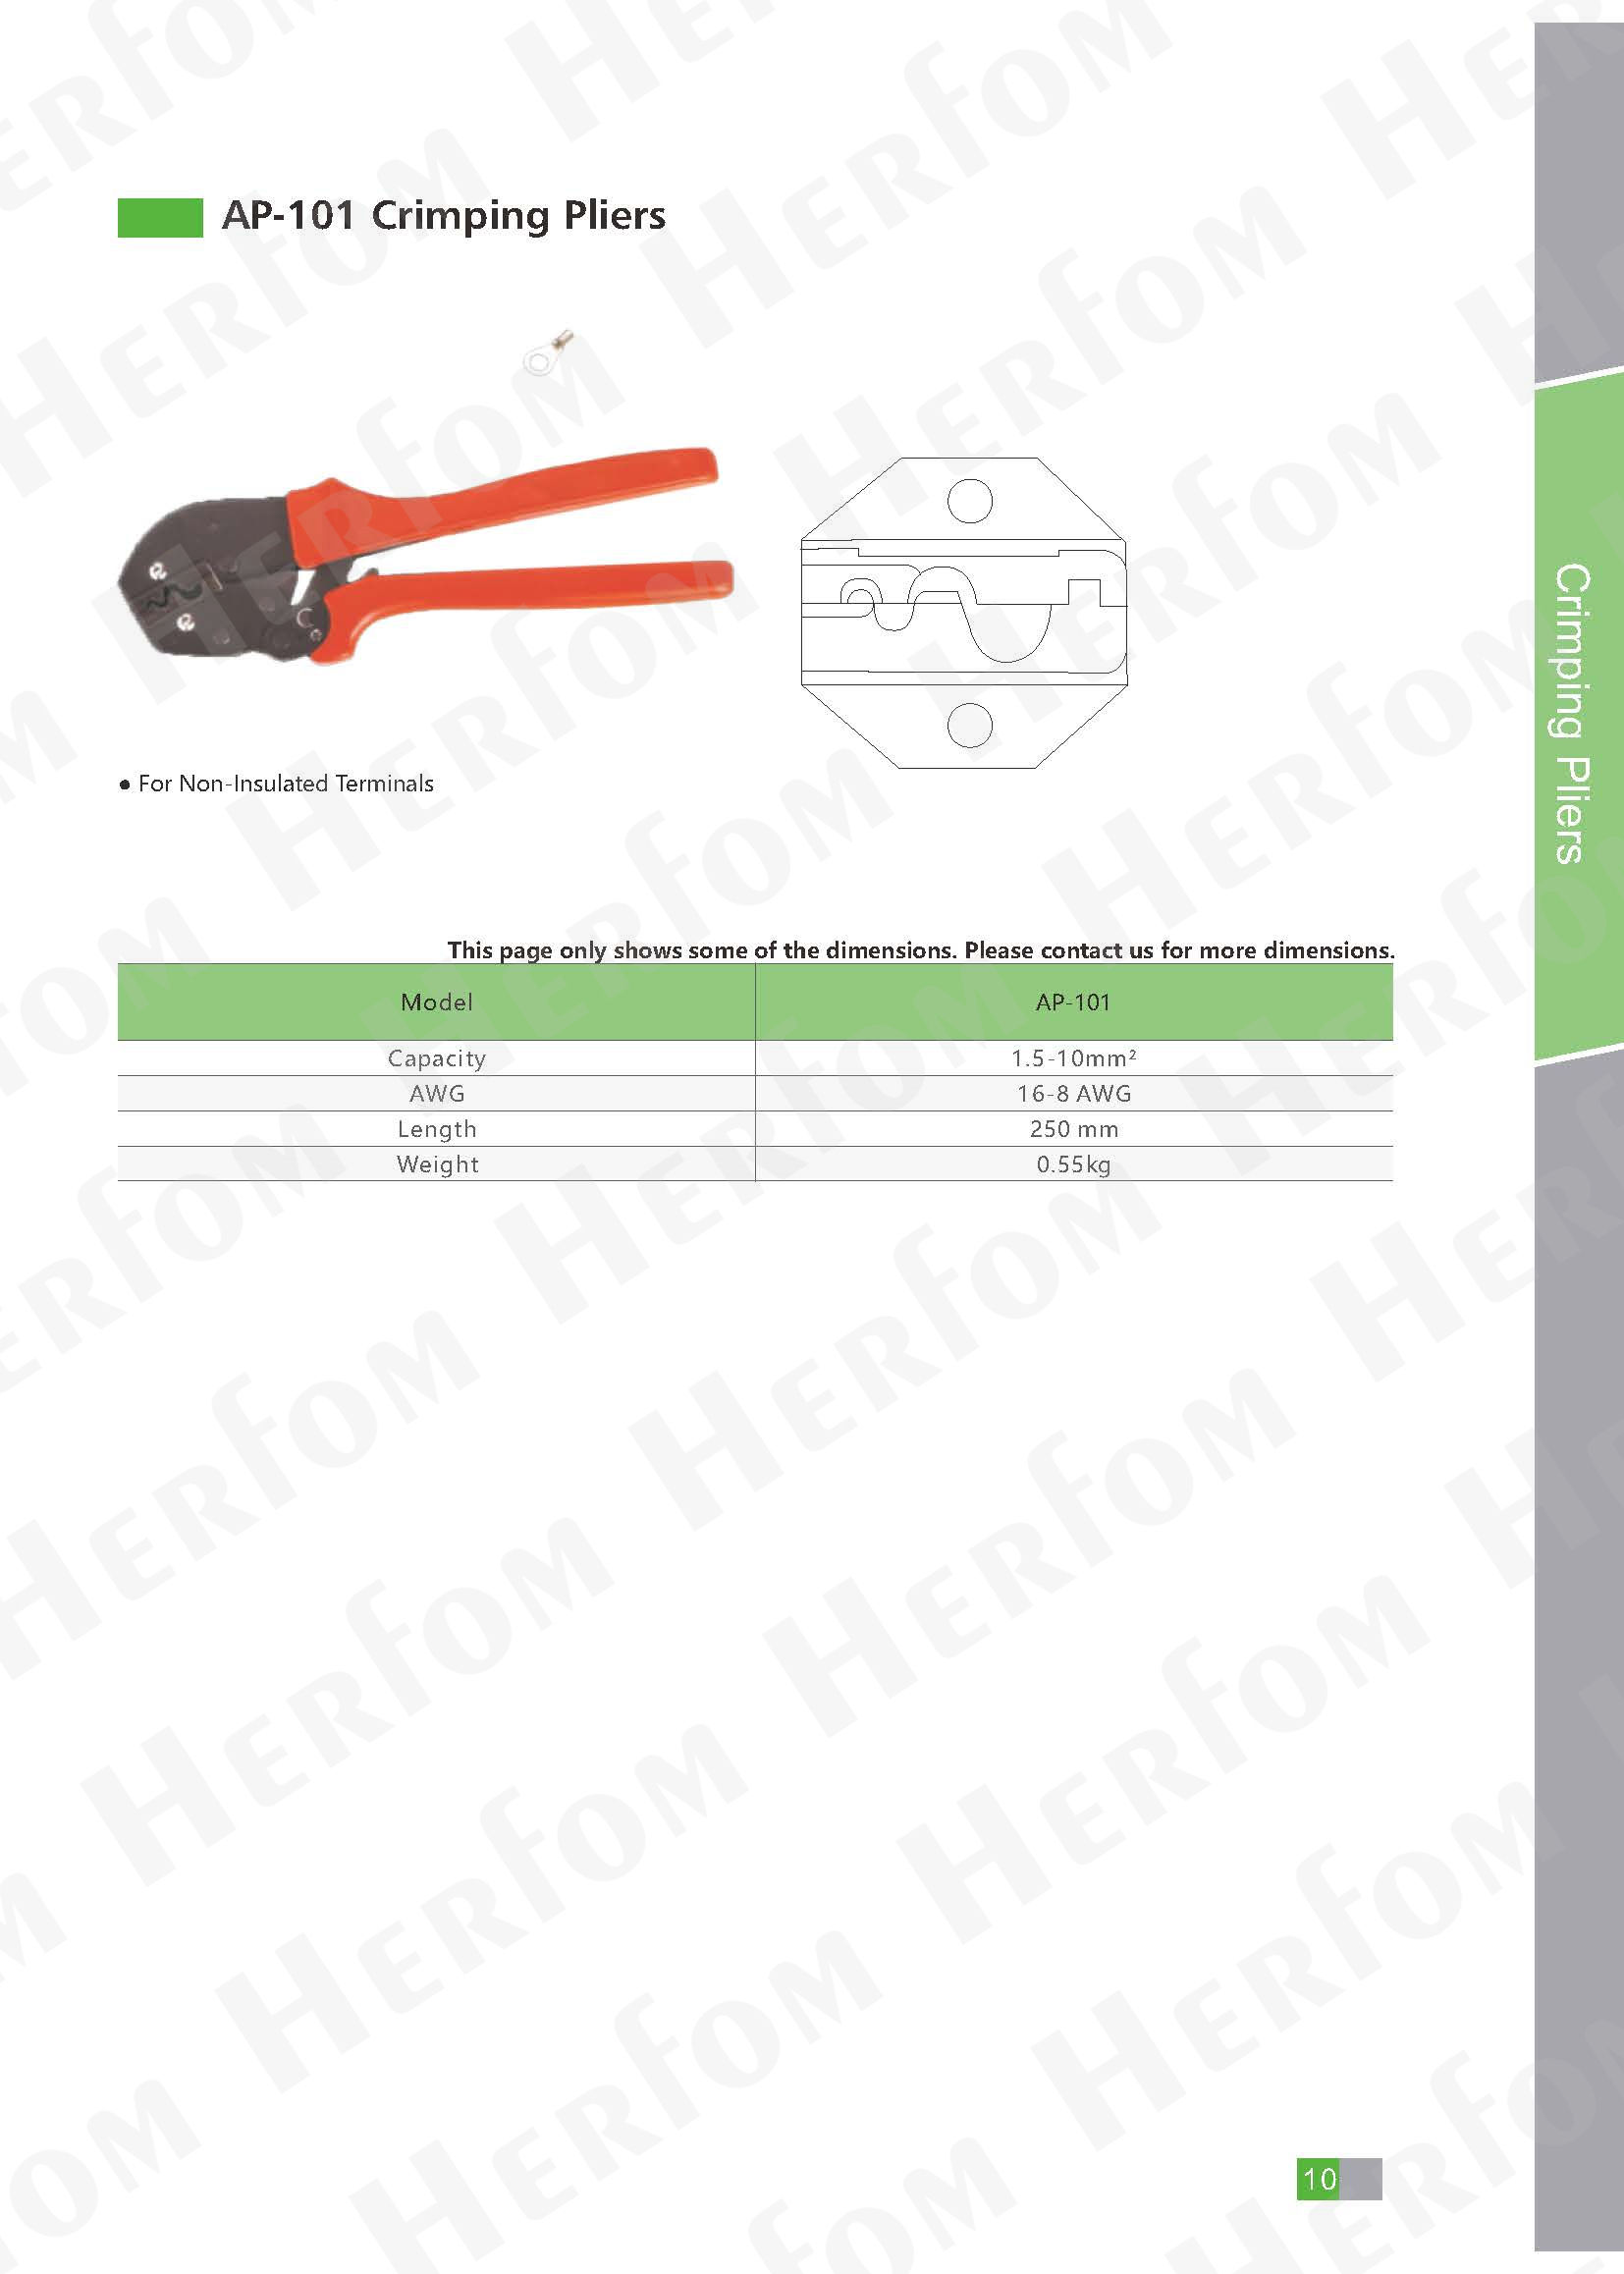 AP-101 Crimping Pliers
● For Non-Insulated Terminals
Crimping Pliers
This page only shows some of the dimensions. Please contact us for more dimensions.
Model AP-101
Capacity 1.5-10mm²
AWG 16-8 AWG
Length 250 mm
Weight 0.55kg
10
HERFOM